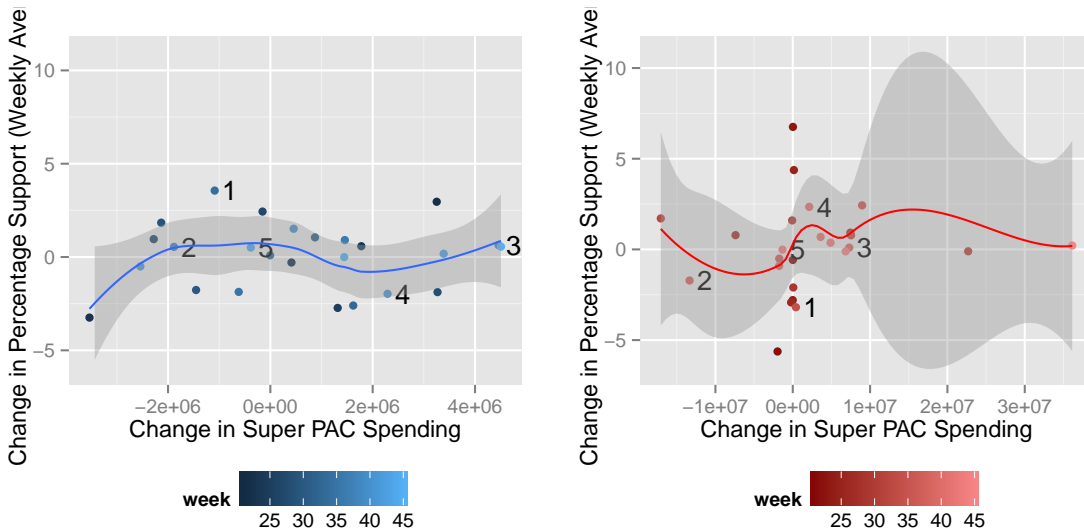 Change in Percentage Support (Weekly Ave
10
5
0
−5
1
2
5
3
4
−2e+06
0e+00
2e+06
4e+06
Change in Super PAC Spending
week
25 30 35 40 45
Change in Percentage Support (Weekly Ave
10
5
0
−5
4
5
3
2
1
−1e+07
0e+00
1e+07
2e+07
3e+07
Change in Super PAC Spending
week
25 30 35 40 45